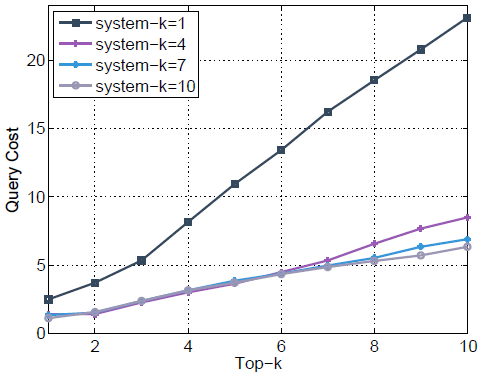 system-k=1
system-k=4
system-k=7
system-k=10
Query Cost
20
15
10
5
0
2 4 6 8 10
Top-k